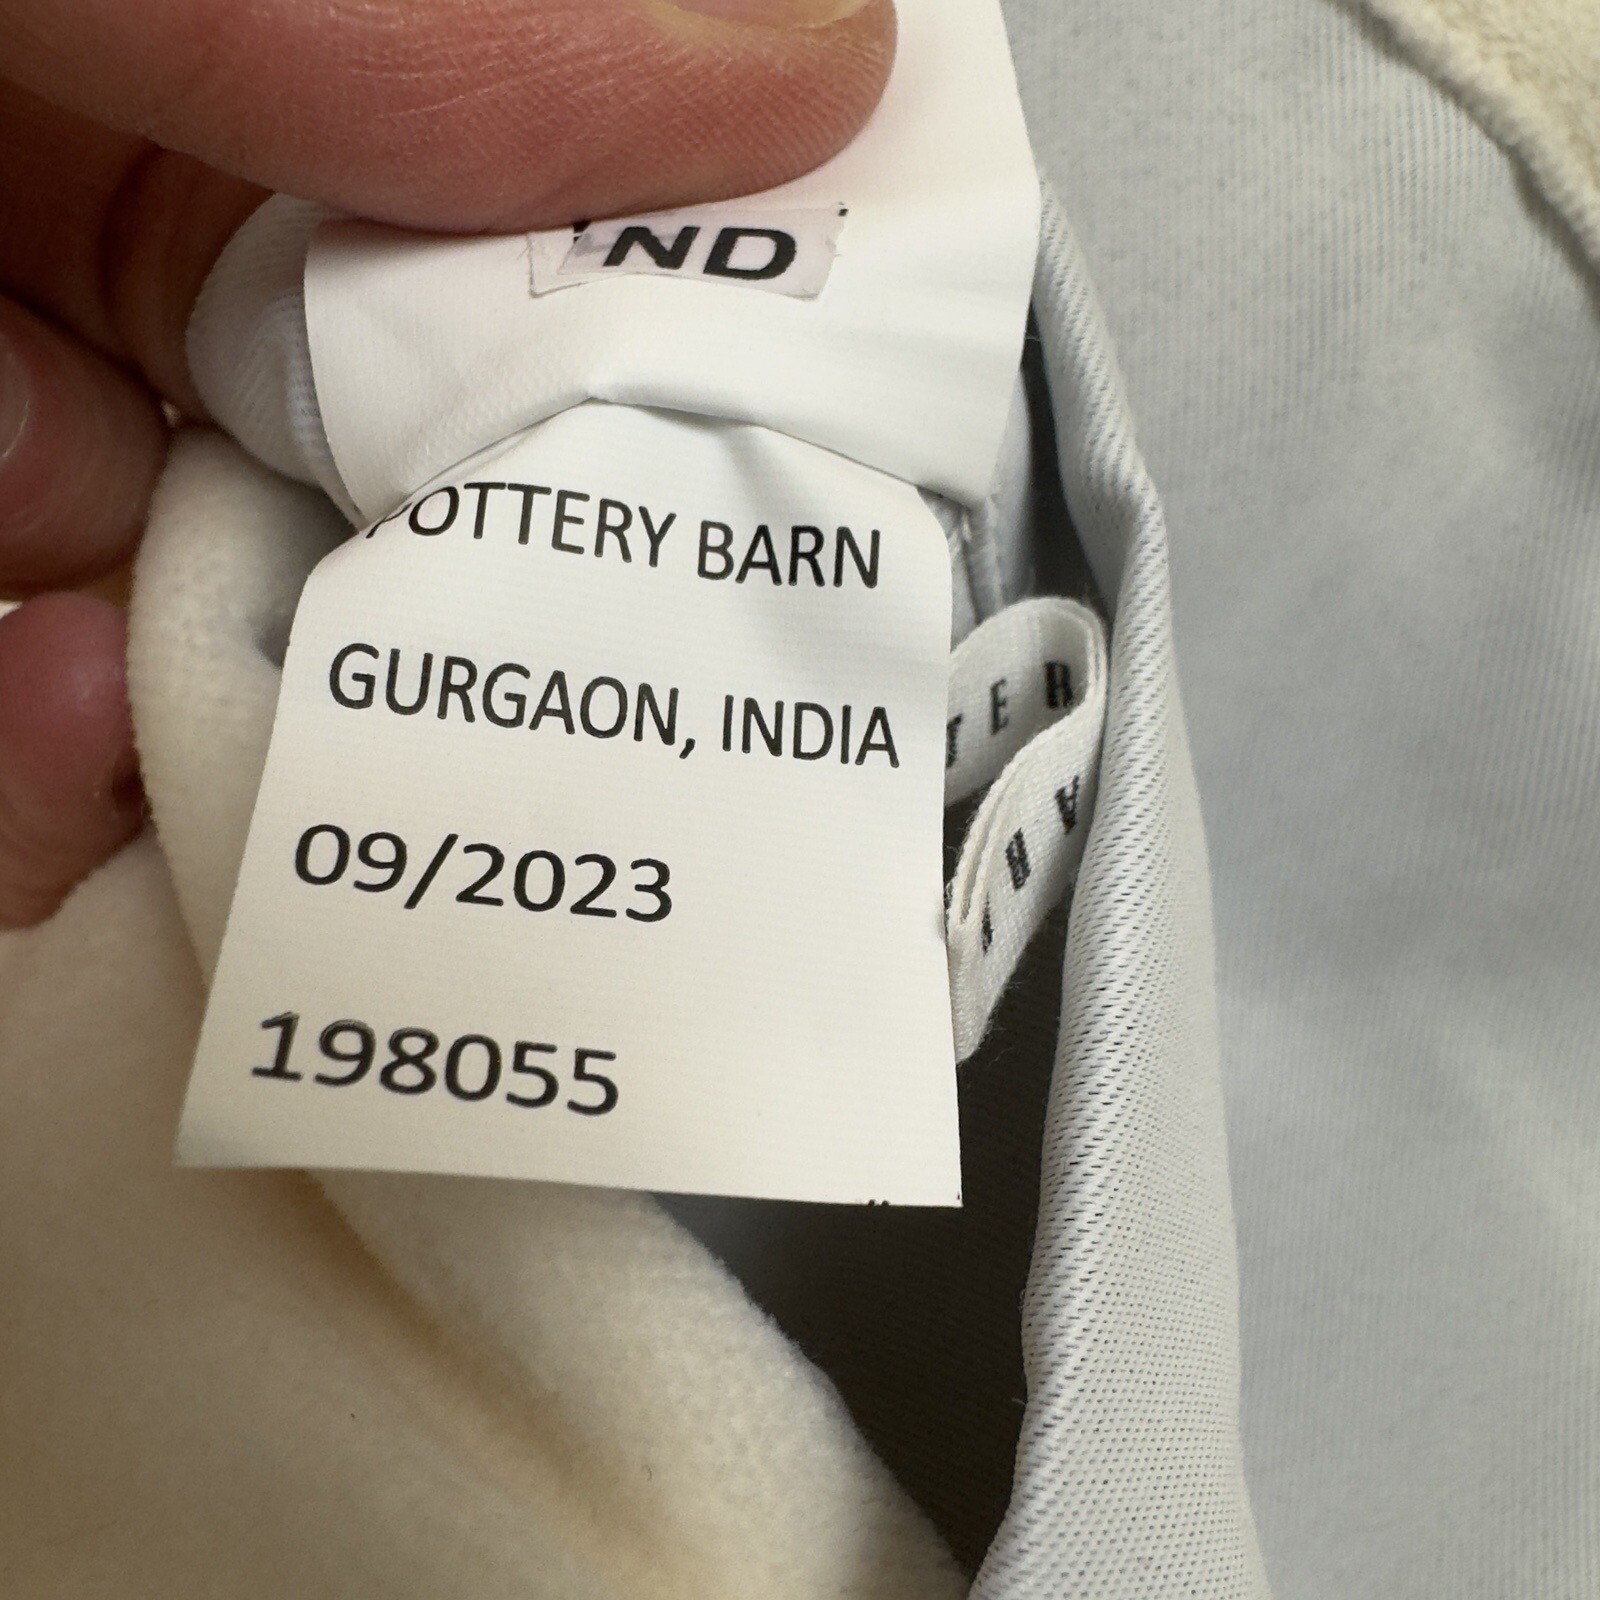 ND
POTTERY BARN
GURGAON, INDIA
09/2023
198055